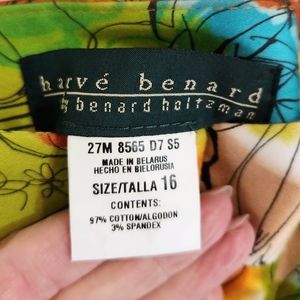 harvé benard
by benard holtzman
27M 8565 D7 S5
MADE IN BELARUS
HECHO EN BIELORUSIA
SIZE/TALLA 16
CONTENTS:
97% COTTON/ALGODON
3% SPANDEX